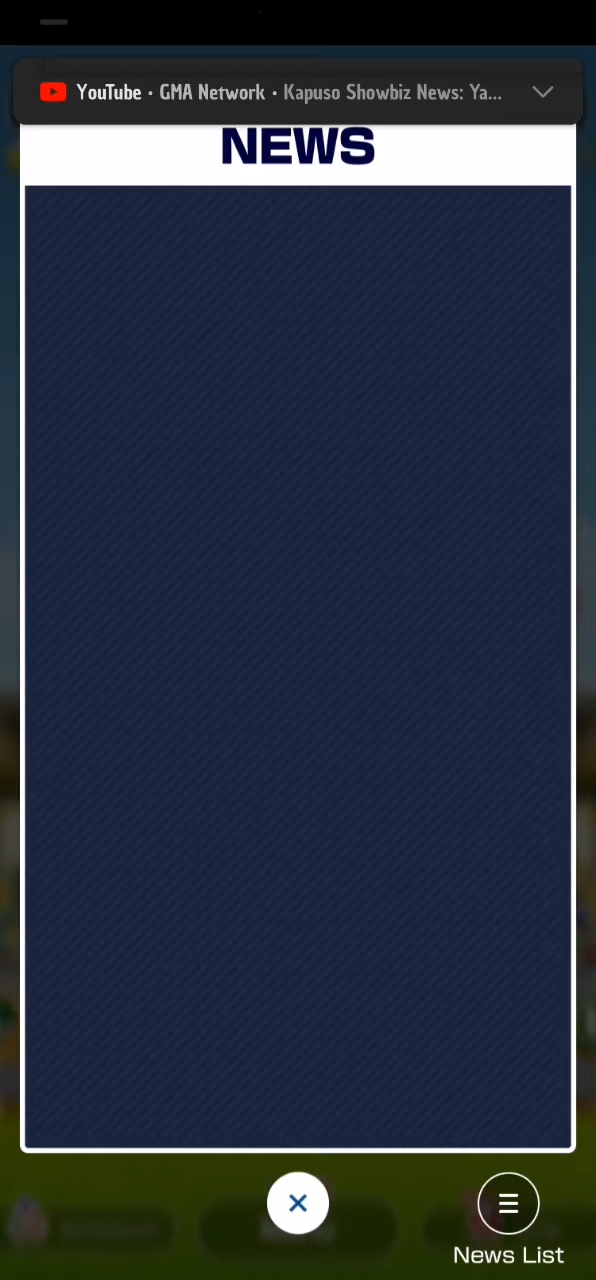 YouTube • GMA Network • Kapuso Showbiz News: Ya...
NEWS
News List